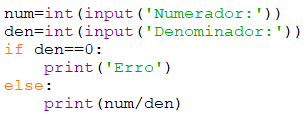 num=int(input('Numerador:'))
den=int(input('Denominador:'))
if den==0:
    print('Erro')
else:
    print(num/den)